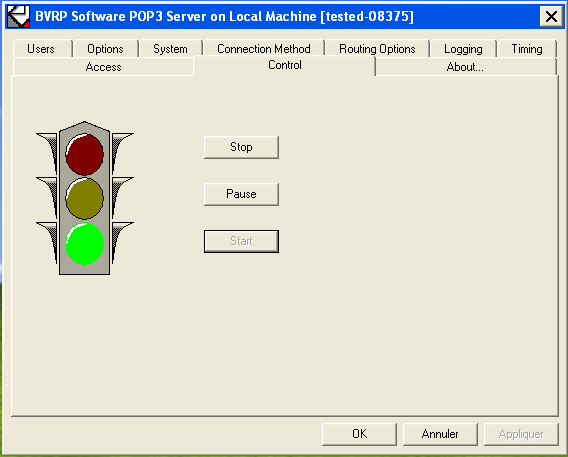 BVRP Software POP3 Server on Local Machine [tested-08375]
Users Options System Connection Method Routing Options Logging Timing
Access Control About...
Stop
Pause
Start
OK Annuler Appliquer